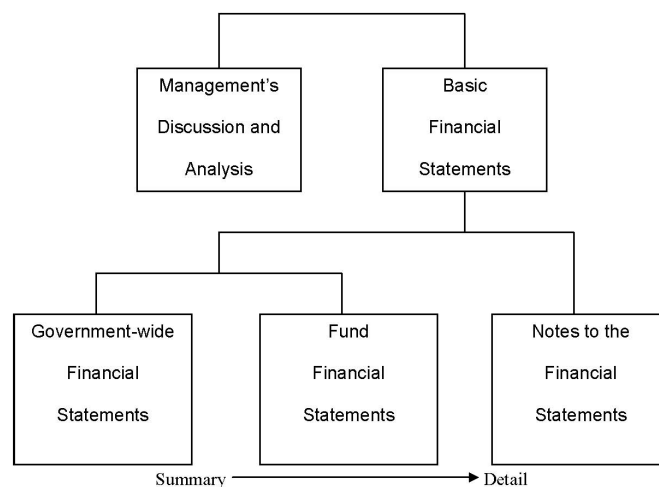 Management's
Discussion and
Analysis
Basic
Financial
Statements
Government-wide
Financial
Statements
Fund
Financial
Statements
Notes to the
Financial
Statements
Summary
Detail